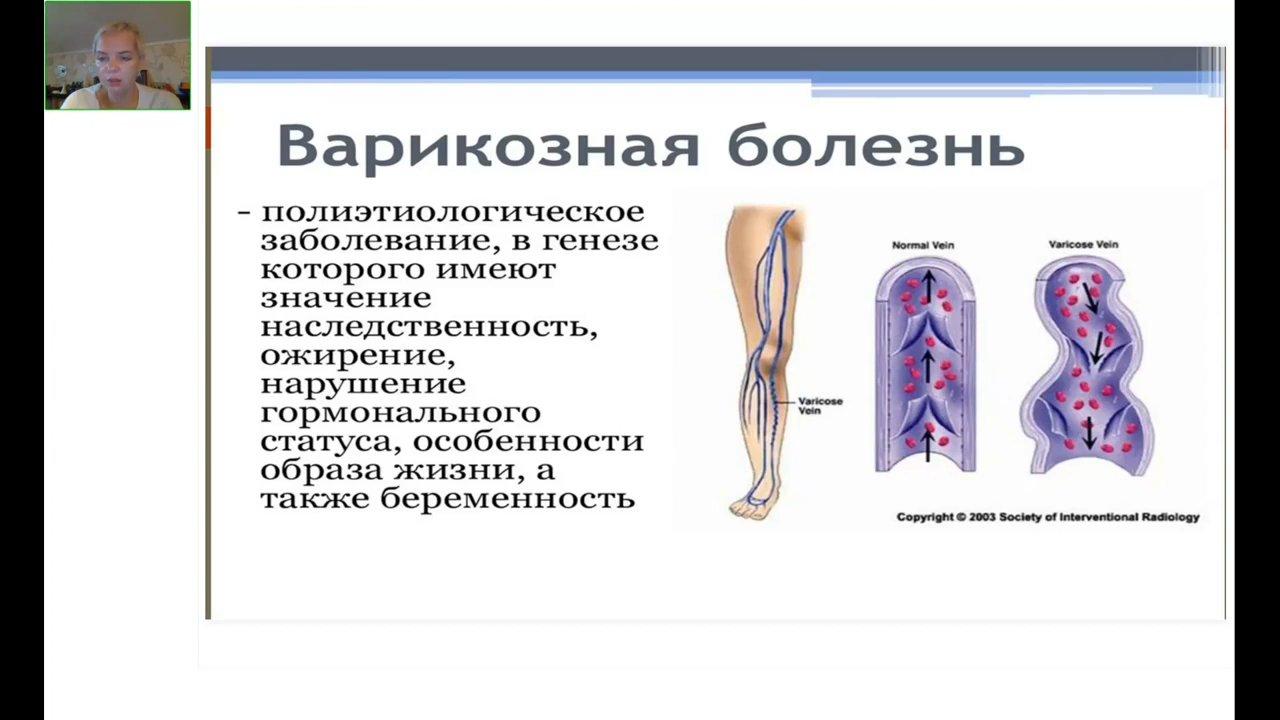 Варикозная болезнь
- полиэтиологическое
заболевание, в генезе
которого имеют
значение
наследственность,
ожирение,
нарушение
гормонального
статуса, особенности
образа жизни, а
также беременность
Normal Vein
Varicose Vein
Varicose
Vein
Copyright © 2003 Society of Interventional Radiology